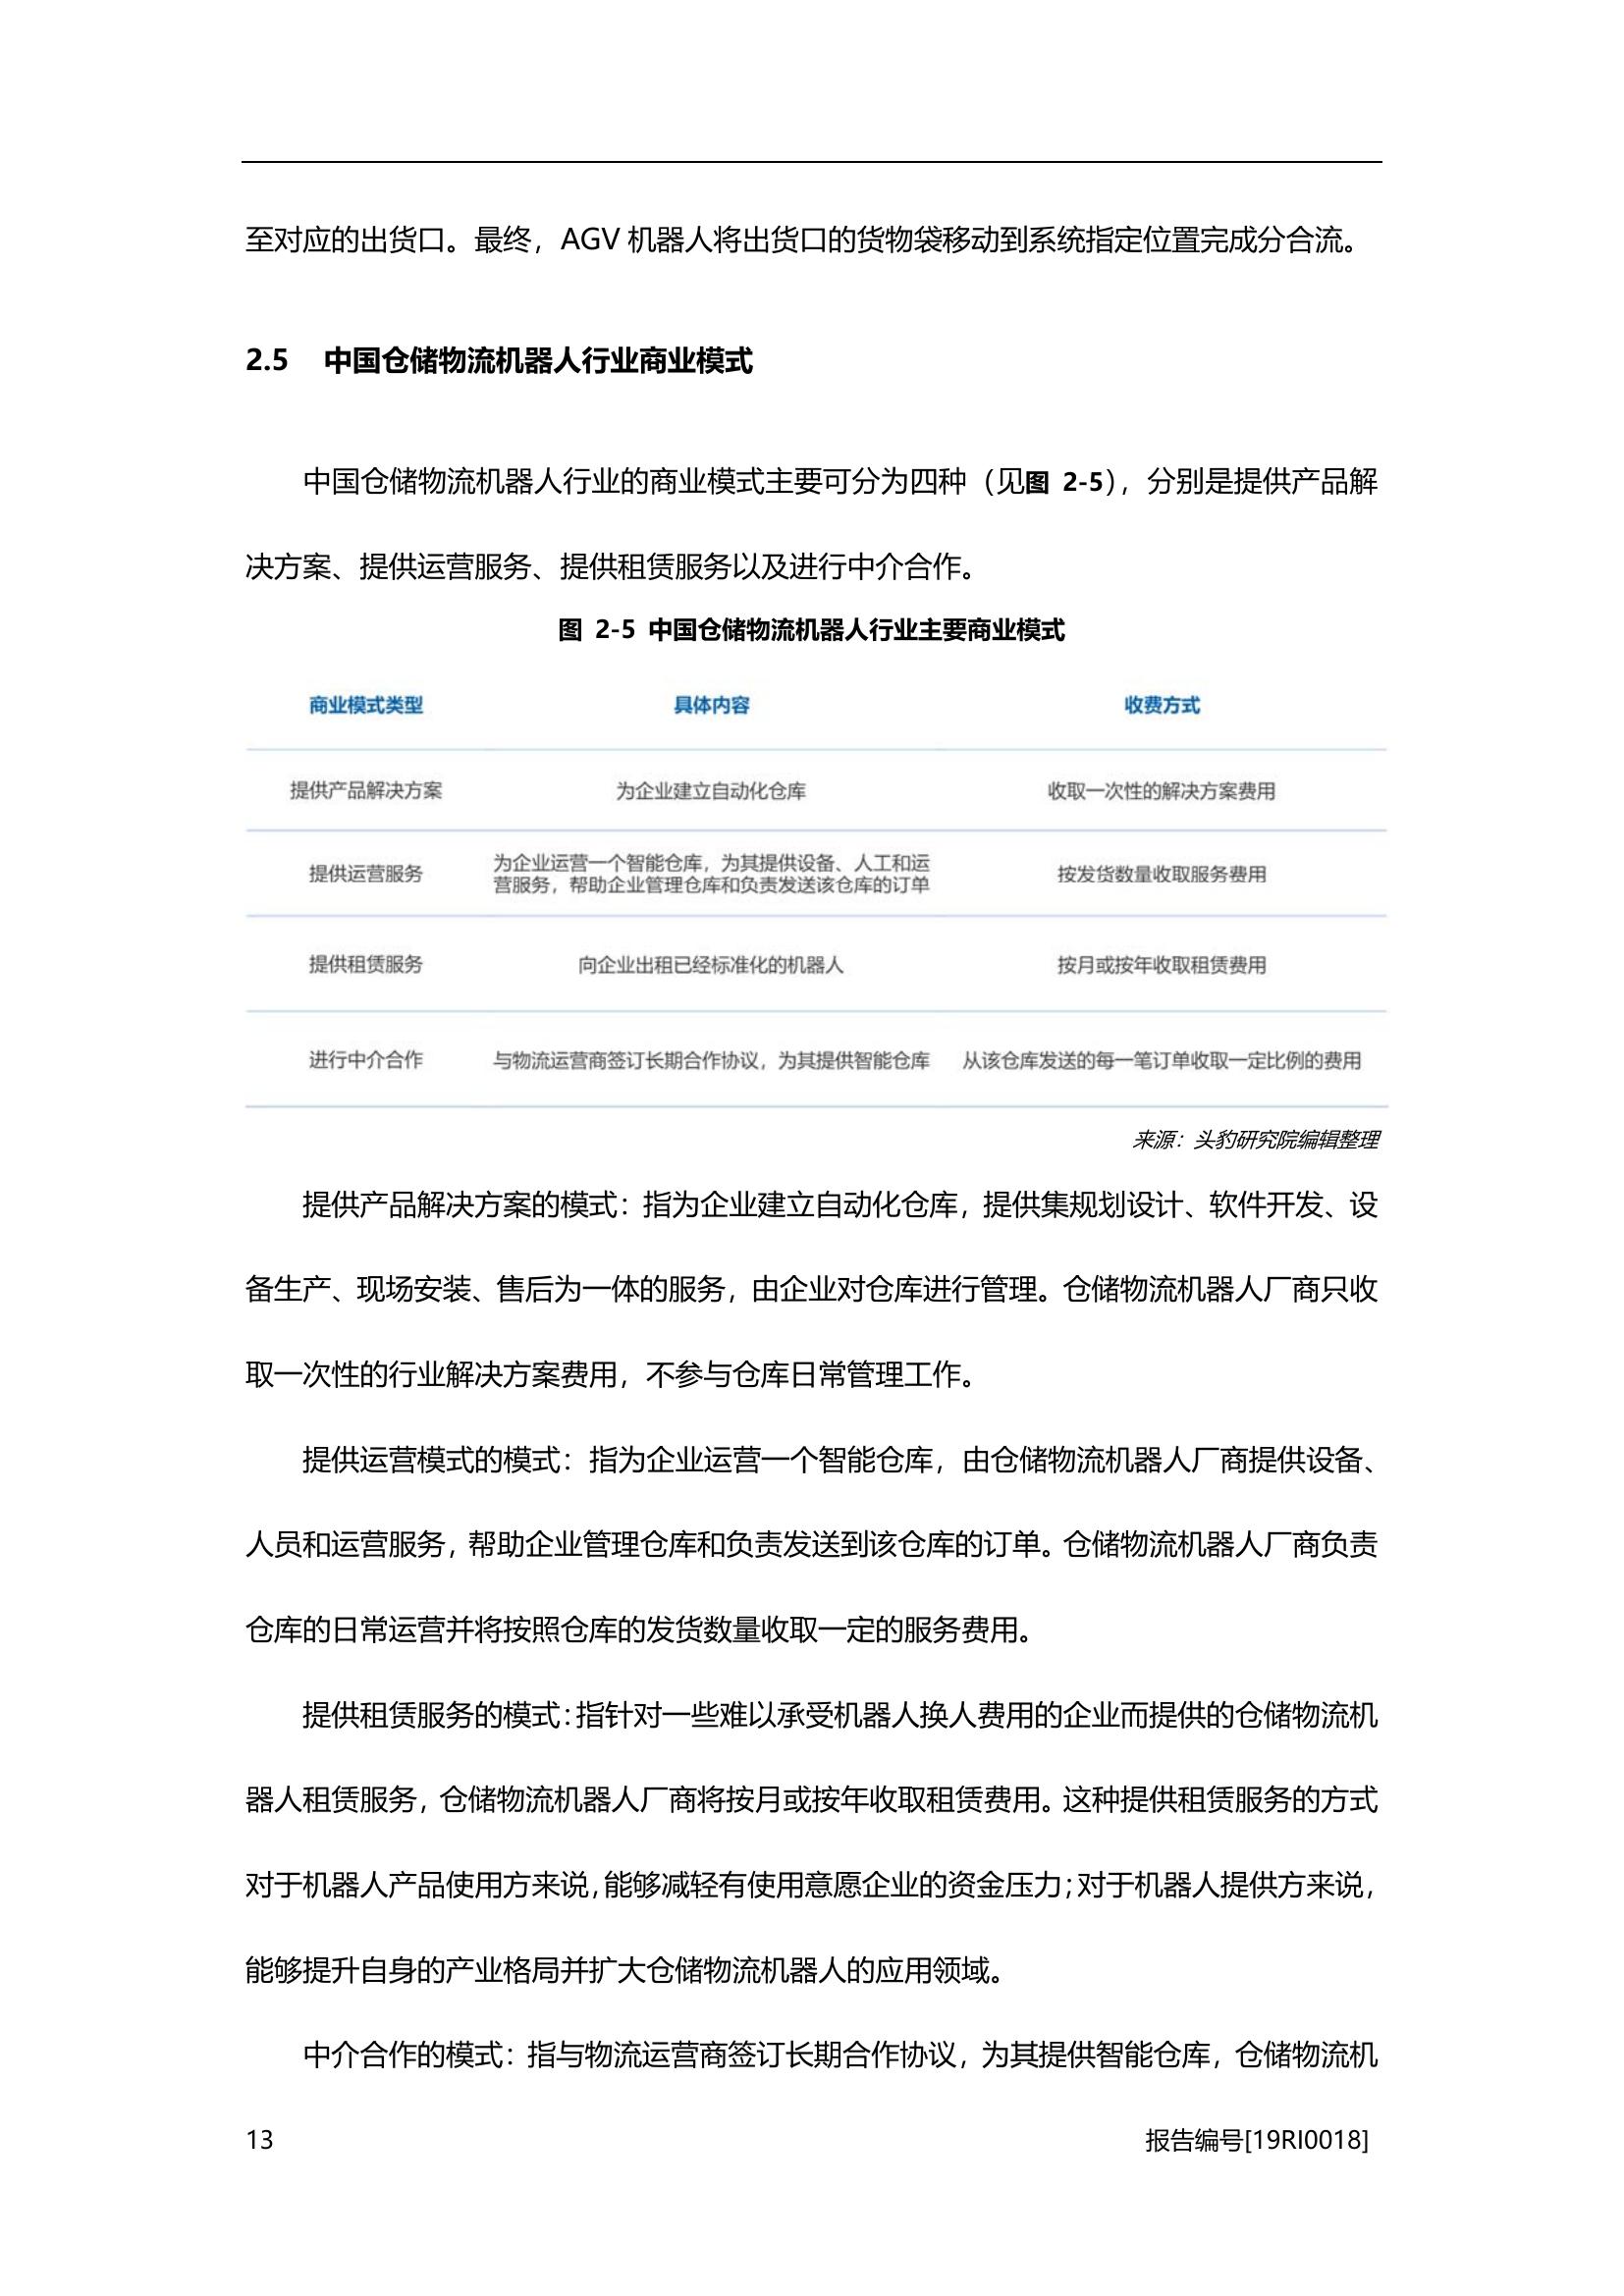 至对应的出货口。最终，AGV 机器人将出货口的货物袋移动到系统指定位置完成分合流。
2.5 中国仓储物流机器人行业商业模式
中国仓储物流机器人行业的商业模式主要可分为四种（见图 2-5），分别是提供产品解
决方案、提供运营服务、提供租赁服务以及进行中介合作。
图 2-5 中国仓储物流机器人行业主要商业模式
商业模式类型 具体内容 收费方式
提供产品解决方案 为企业建立自动化仓库 收取一次性的解决方案费用
提供运营服务 为企业运营一个智能仓库，为其提供设备、人工和运
营服务，帮助企业管理仓库和负责发送该仓库的订单 按发货数量收取服务费用
提供租赁服务 向企业出租已经标准化的机器人 按月或按年收取租赁费用
进行中介合作 与物流运营商签订长期合作协议，为其提供智能仓库 从该仓库发送的每一笔订单收取一定比例的费用
来源：头豹研究院编辑整理
提供产品解决方案的模式：指为企业建立自动化仓库，提供集规划设计、软件开发、设
备生产、现场安装、售后为一体的服务，由企业对仓库进行管理。仓储物流机器人厂商只收
取一次性的行业解决方案费用，不参与仓库日常管理工作。
提供运营模式的模式：指为企业运营一个智能仓库，由仓储物流机器人厂商提供设备、
人员和运营服务，帮助企业管理仓库和负责发送到该仓库的订单。仓储物流机器人厂商负责
仓库的日常运营并将按照仓库的发货数量收取一定的服务费用。
提供租赁服务的模式：指针对一些难以承受机器人换人费用的企业而提供的仓储物流机
器人租赁服务，仓储物流机器人厂商将按月或按年收取租赁费用。这种提供租赁服务的方式
对于机器人产品使用方来说，能够减轻有使用意愿企业的资金压力；对于机器人提供方来说，
能够提升自身的产业格局并扩大仓储物流机器人的应用领域。
中介合作的模式：指与物流运营商签订长期合作协议，为其提供智能仓库，仓储物流机
13 报告编号[19RI0018]